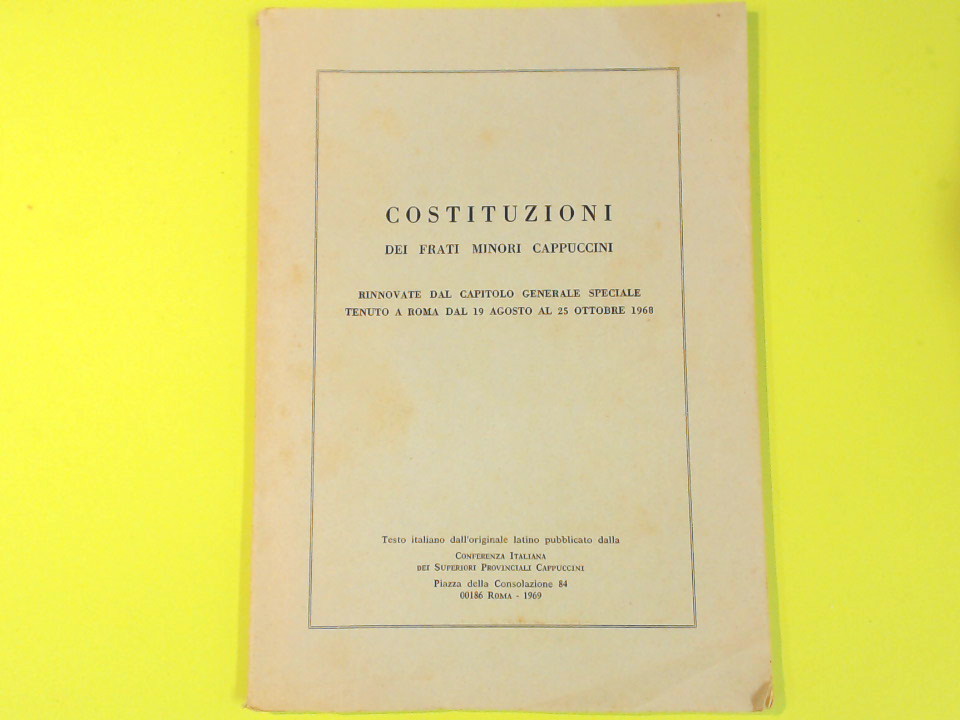 COSTITUZIONI
DEI FRATI MINORI CAPPUCCINI
RINNOVATE DAL CAPITOLO GENERALE SPECIALE
TENUTO A ROMA DAL 19 AGOSTO AL 25 OTTOBRE 1968
Testo italiano dall'originale latino pubblicato dalla
CONFERENZA ITALIANA
DEI SUPERIORI PROVINCIALI CAPPUCCINI
Piazza della Consolazione 84
00186 ROMA - 1969